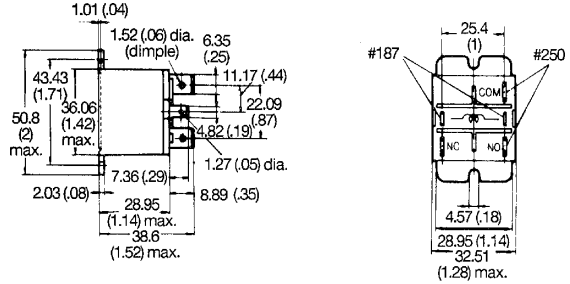 1.01 (.04)
1.52 (.06) dia.
(dimple)
6.35
(.25)
11.17 (.44)
43.43
(1.71)
36.06
(1.42)
max.
50.8
(2)
max.
22.09
(.87)
4.82 (.19)
1.27 (.05) dia.
7.36 (.29)
2.03 (.08)
8.89 (.35)
28.95
(1.14) max.
38.6
(1.52) max.
25.4
(1)
#187
#250
COM
NC
NO
4.57 (.18)
28.95 (1.14)
32.51
(1.28) max.